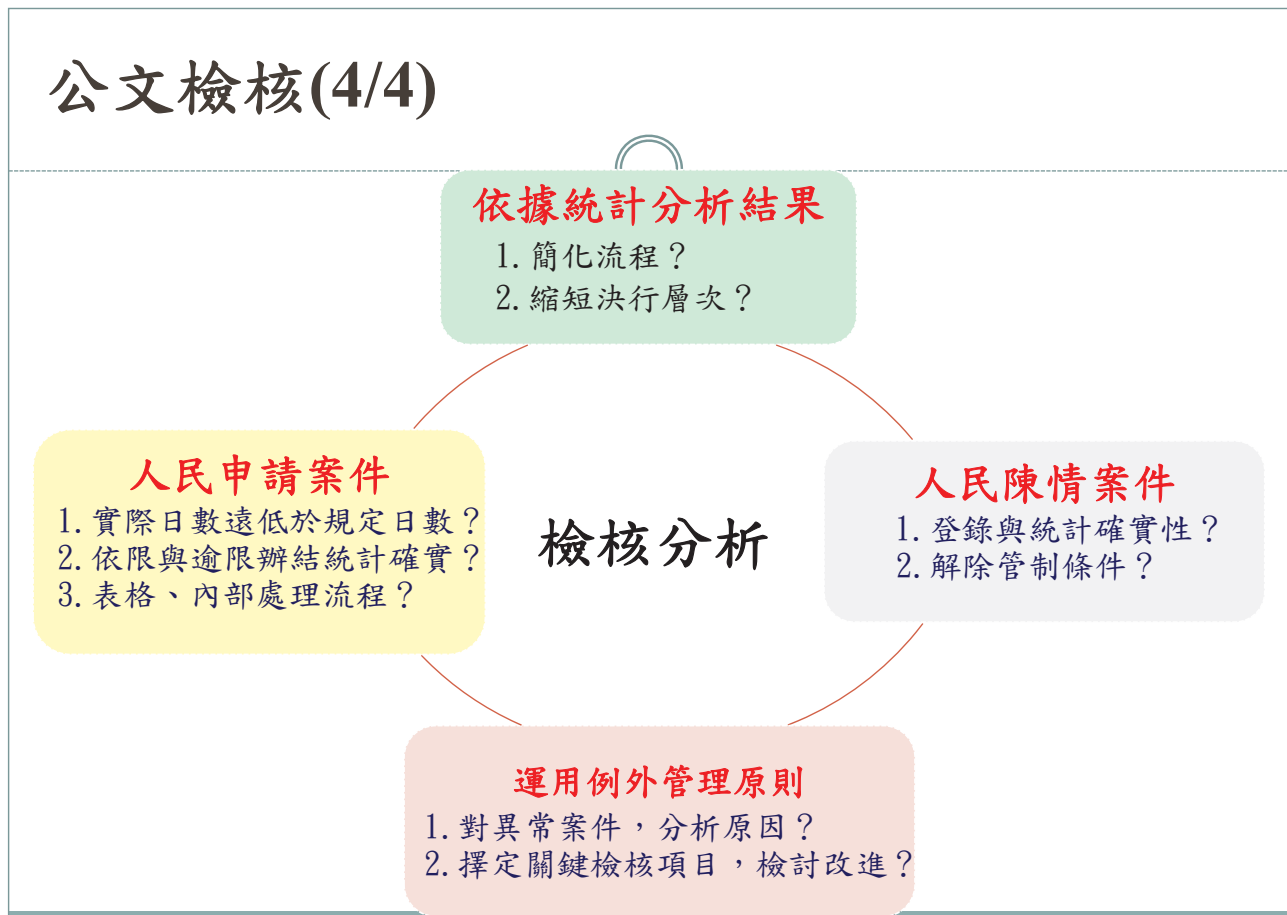 公文檢核(4/4)
依據統計分析結果
1.簡化流程？
2.縮短決行層次？
人民申請案件
1.實際日數遠低於規定日數？
2.依限與逾限辦結統計確實？
3.表格、內部處理流程？
檢核分析
人民陳情案件
1.登錄與統計確實性？
2.解除管制條件？
運用例外管理原則
1.對異常案件，分析原因？
2.擇定關鍵檢核項目，檢討改進？